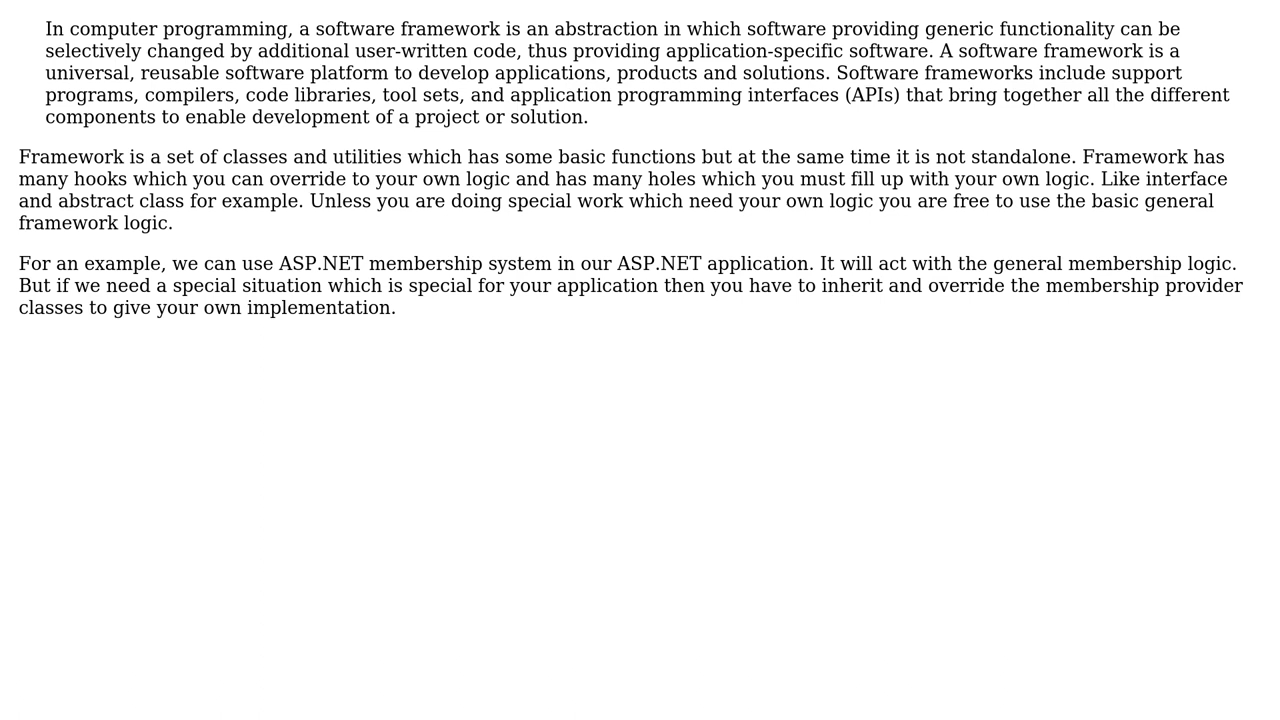 In computer programming, a software framework is an abstraction in which software providing generic functionality can be
selectively changed by additional user-written code, thus providing application-specific software. A software framework is a
universal, reusable software platform to develop applications, products and solutions. Software frameworks include support
programs, compilers, code libraries, tool sets, and application programming interfaces (APIs) that bring together all the different
components to enable development of a project or solution.
Framework is a set of classes and utilities which has some basic functions but at the same time it is not standalone. Framework has
many hooks which you can override to your own logic and has many holes which you must fill up with your own logic. Like interface
and abstract class for example. Unless you are doing special work which need your own logic you are free to use the basic general
framework logic.
For an example, we can use ASP.NET membership system in our ASP.NET application. It will act with the general membership logic.
But if we need a special situation which is special for your application then you have to inherit and override the membership provider
classes to give your own implementation.